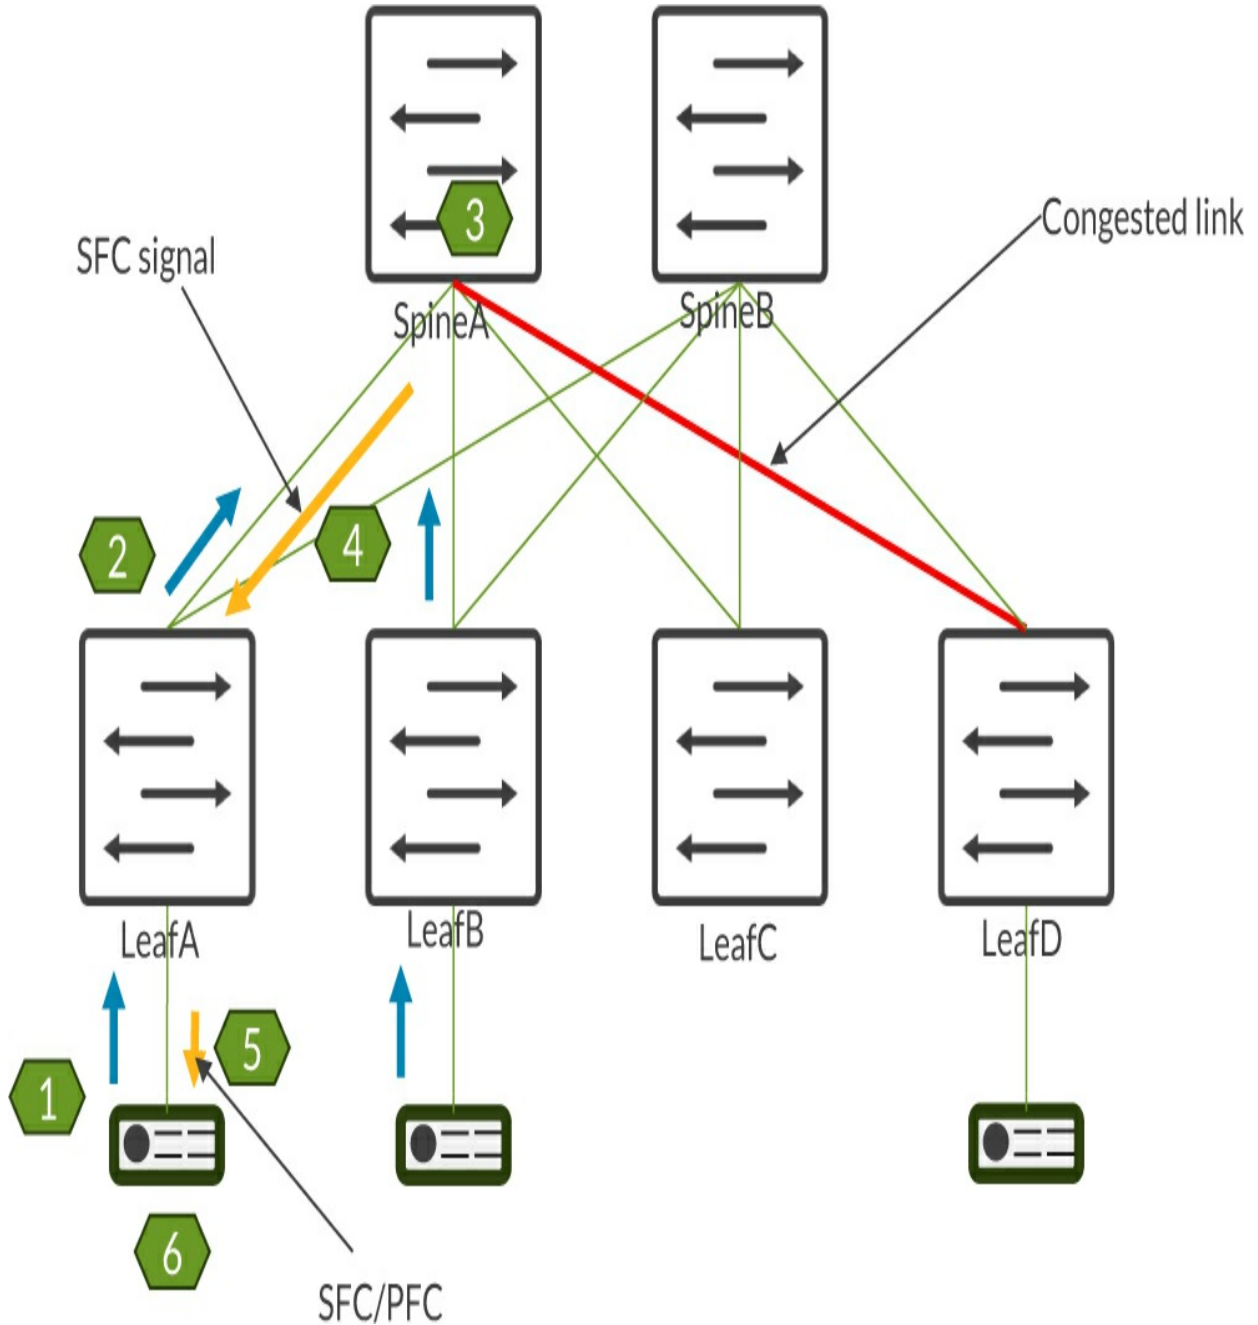 3
SFC signal
Congested link
SpineA
SpineB
2
4
LeafA
LeafB
LeafC
LeafD
1
5
6
SFC/PFC